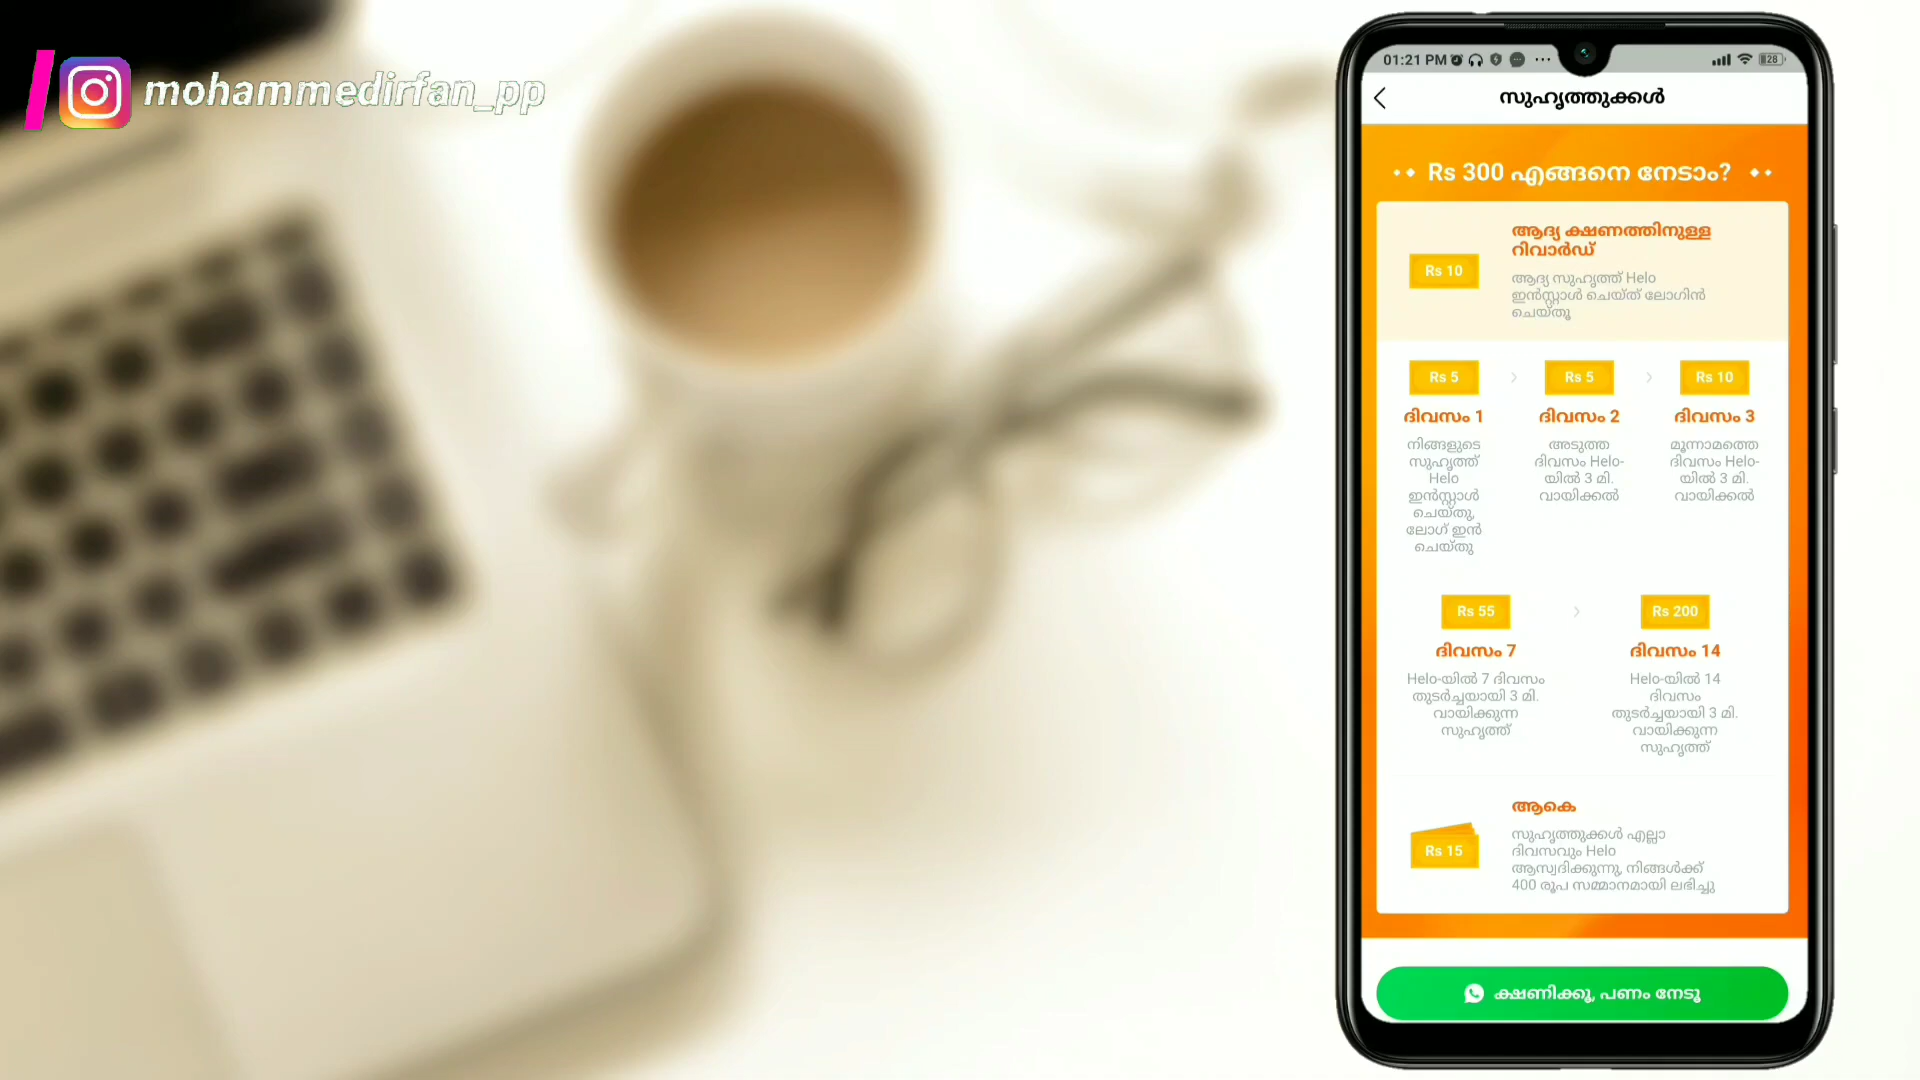 mohammedirfan_pp
01:21 PM
28
സുഹൃത്തുക്കൾ
Rs 300 എങ്ങനെ നേടാം?
ആദ്യ ക്ഷണത്തിനുള്ള
റിവാർഡ്
Rs 10
ആദ്യ സുഹൃത്ത് Helo
ഇൻസ്റ്റാൾ ചെയ്ത് ലോഗിൻ
ചെയ്തൂ
Rs 5
ദിവസം 1
നിങ്ങളുടെ
സുഹൃത്ത്
Helo
ഇൻസ്റ്റാൾ
ചെയ്തു,
ലോഗ് ഇൻ
ചെയ്തു
Rs 5
ദിവസം 2
അടുത്ത
ദിവസം Helo-
യിൽ 3 മി.
വായിക്കൽ
Rs 10
ദിവസം 3
മൂന്നാമത്തെ
ദിവസം Helo-
യിൽ 3 മി.
വായിക്കൽ
Rs 55
ദിവസം 7
Helo-യിൽ 7 ദിവസം
തുടർച്ചയായി 3 മി.
വായിക്കുന്ന
സുഹൃത്ത്
Rs 200
ദിവസം 14
Helo-യിൽ 14
ദിവസം
തുടർച്ചയായി 3 മി.
വായിക്കുന്ന
സുഹൃത്ത്
ആകെ
Rs 15
സുഹൃത്തുക്കൾ എല്ലാ
ദിവസവും Helo
ആസ്വദിക്കുന്നു, നിങ്ങൾക്ക്
400 രൂപ സമ്മാനമായി ലഭിച്ചു
ക്ഷണിക്കൂ, പണം നേടൂ